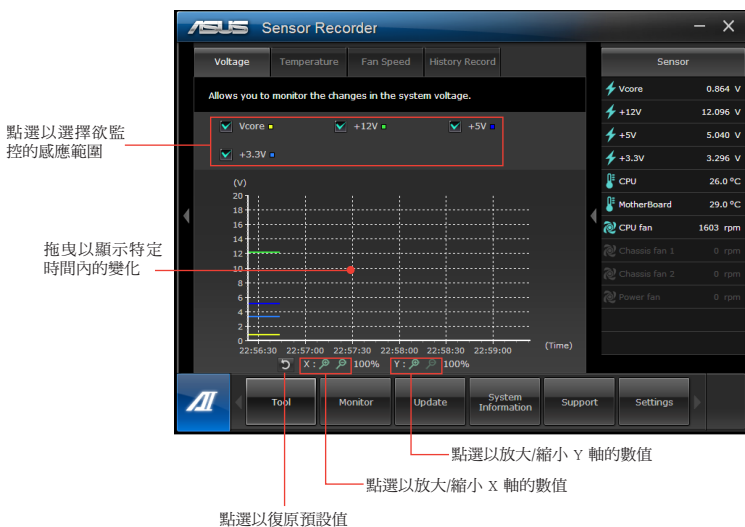 ASUS Sensor Recorder
Voltage Temperature Fan Speed History Record
Allows you to monitor the changes in the system voltage.
Vcore +12V +5V
+3.3V
點選以選擇欲監
控的感應範圍
拖曳以顯示特定
時間內的變化
(V)
20
18
16
14
12
10
8
6
4
2
0
22:56:30 22:57:00 22:57:30 22:58:00 22:58:30 22:59:00
(Time)
X : 100% Y : 100%
Sensor
Vcore 0.864 V
+12V 12.096 V
+5V 5.040 V
+3.3V 3.296 V
CPU 26.0 °C
MotherBoard 29.0 °C
CPU fan 1603 rpm
Chassis fan 1 0 rpm
Chassis fan 2 0 rpm
Power fan 0 rpm
AI
Tool Monitor Update System Information Support Settings
點選以放大/縮小 Y 軸的數值
點選以放大/縮小 X 軸的數值
點選以復原預設值